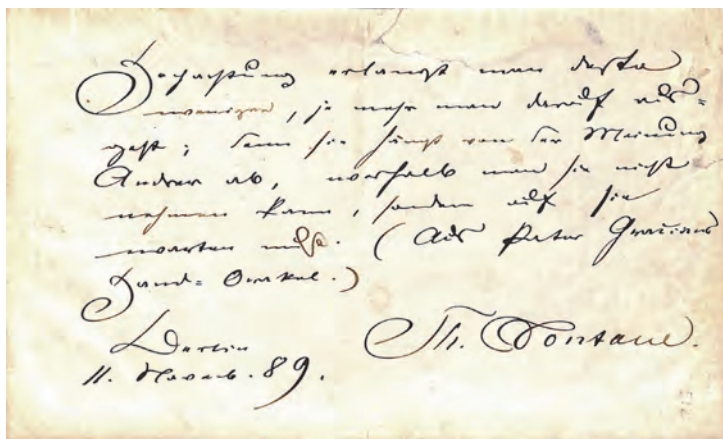 Hochachtung erlangt man desto
weniger, je mehr man darauf aus=
geht; denn sie hängt von der Meinung
Andrer ab, weshalb man sie nicht
nehmen kann, sondern auf sie
warten muß. (Aus Pater Gracians
Hand=Orakel.)
Berlin
11. Novemb. 89.
Th. Fontane.